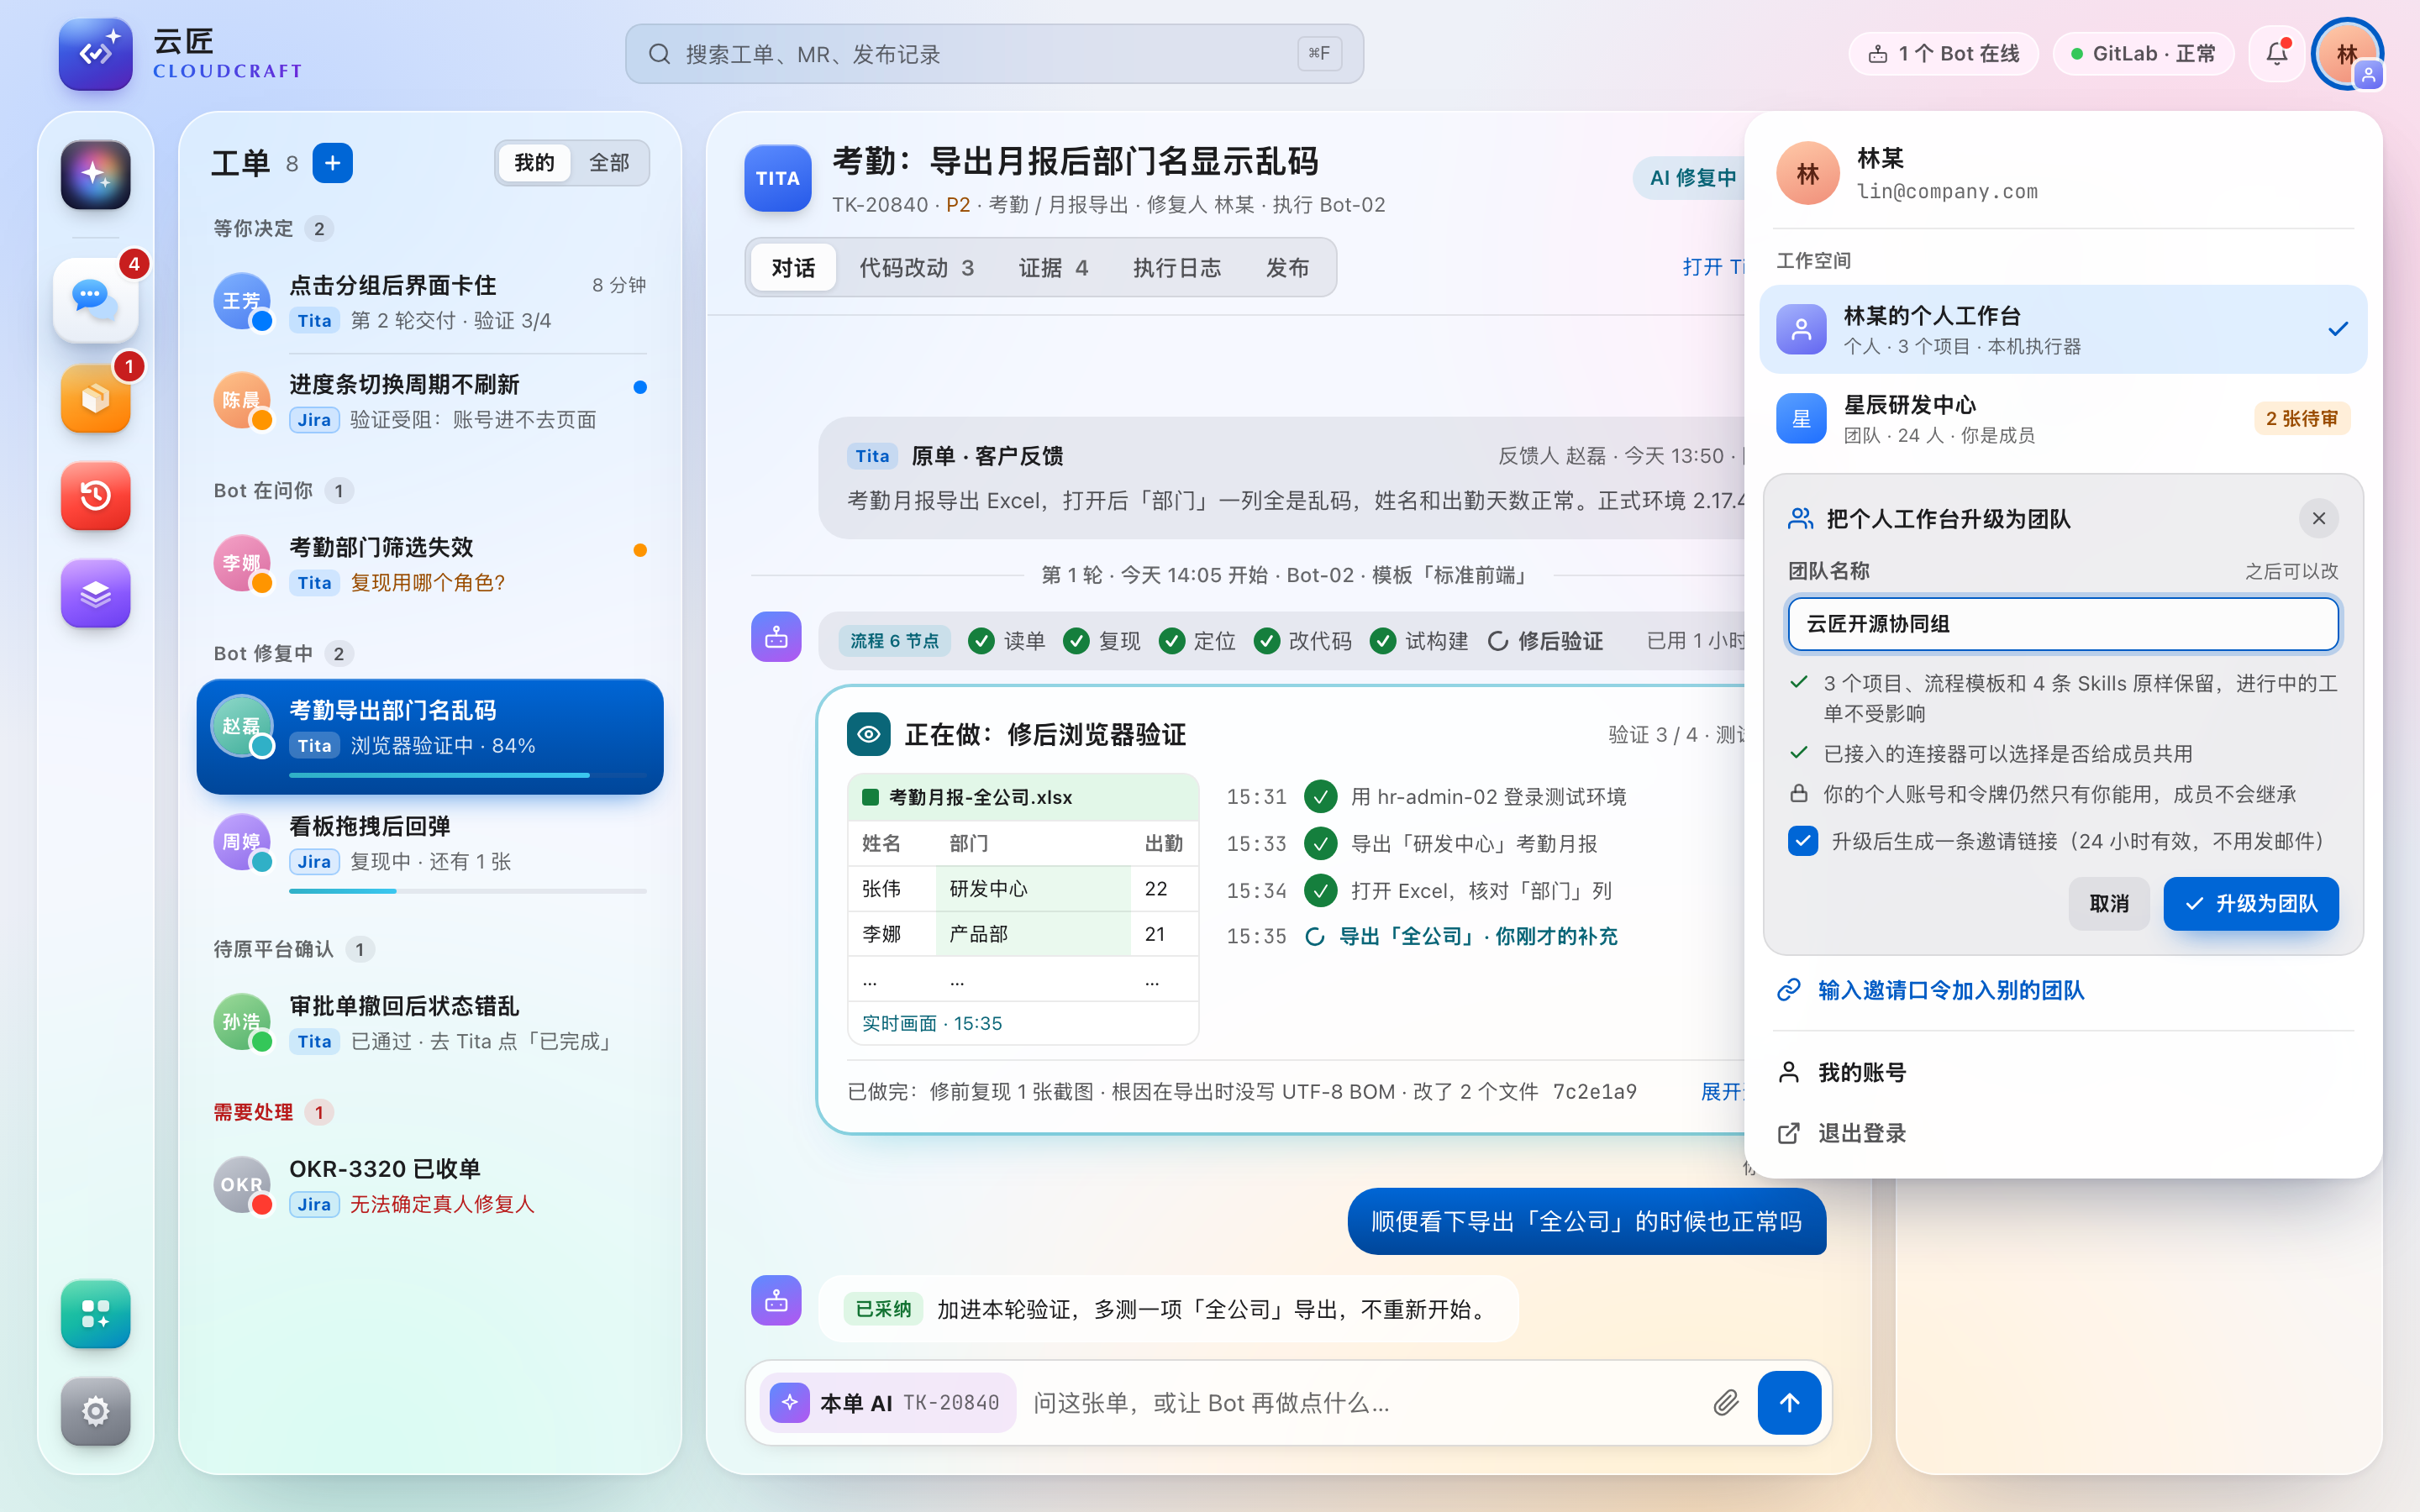 云匠
CLOUDCRAFT
搜索工单、MR、发布记录
⌘F
1 个 Bot 在线
GitLab · 正常
林
工单 8
我的
全部
等你决定 2
王芳
点击分组后界面卡住
8 分钟
Tita 第 2 轮交付 · 验证 3/4
陈晨
进度条切换周期不刷新
Jira 验证受阻：账号进不去页面
Bot 在问你 1
李娜
考勤部门筛选失效
Tita 复现用哪个角色?
Bot 修复中 2
赵磊
考勤导出部门名乱码
Tita 浏览器验证中 · 84%
周婷
看板拖拽后回弹
Jira 复现中 · 还有 1 张
待原平台确认 1
孙浩
审批单撤回后状态错乱
Tita 已通过 · 去 Tita 点「已完成」
需要处理 1
OKR
OKR-3320 已收单
Jira 无法确定真人修复人
4
1
TITA
考勤：导出月报后部门名显示乱码
TK-20840 · P2 · 考勤 / 月报导出 · 修复人 林某 · 执行 Bot-02
AI 修复中
对话
代码改动 3
证据 4
执行日志
发布
打开
Tita 原单 · 客户反馈
反馈人 赵磊 · 今天 13:50 ·
考勤月报导出 Excel，打开后「部门」一列全是乱码，姓名和出勤天数正常。正式环境 2.17.4
第 1 轮 · 今天 14:05 开始 · Bot-02 · 模板「标准前端」
流程 6 节点 读单 复现 定位 改代码 试构建 修后验证
已用 1 小时
正在做：修后浏览器验证
验证 3 / 4 · 测试
考勤月报-全公司.xlsx
姓名 部门 出勤
张伟 研发中心 22
李娜 产品部 21
... ... ...
实时画面 · 15:35
15:31 用 hr-admin-02 登录测试环境
15:33 导出「研发中心」考勤月报
15:34 打开 Excel，核对「部门」列
15:35 导出「全公司」· 你刚才的补充
已做完：修前复现 1 张截图 · 根因在导出时没写 UTF-8 BOM · 改了 2 个文件 7c2e1a9
展开
顺便看下导出「全公司」的时候也正常吗
已采纳 加进本轮验证，多测一项「全公司」导出，不重新开始。
本单 AI TK-20840
问这张单，或让 Bot 再做点什么...
林
林某
lin@company.com
工作空间
林某的个人工作台
个人 · 3 个项目 · 本机执行器
星
星辰研发中心
团队 · 24 人 · 你是成员
2 张待审
把个人工作台升级为团队
团队名称
之后可以改
云匠开源协同组
3 个项目、流程模板和 4 条 Skills 原样保留，进行中的工
单不受影响
已接入的连接器可以选择是否给成员共用
你的个人账号和令牌仍然只有你能用，成员不会继承
升级后生成一条邀请链接（24 小时有效，不用发邮件）
取消
升级为团队
输入邀请口令加入别的团队
我的账号
退出登录